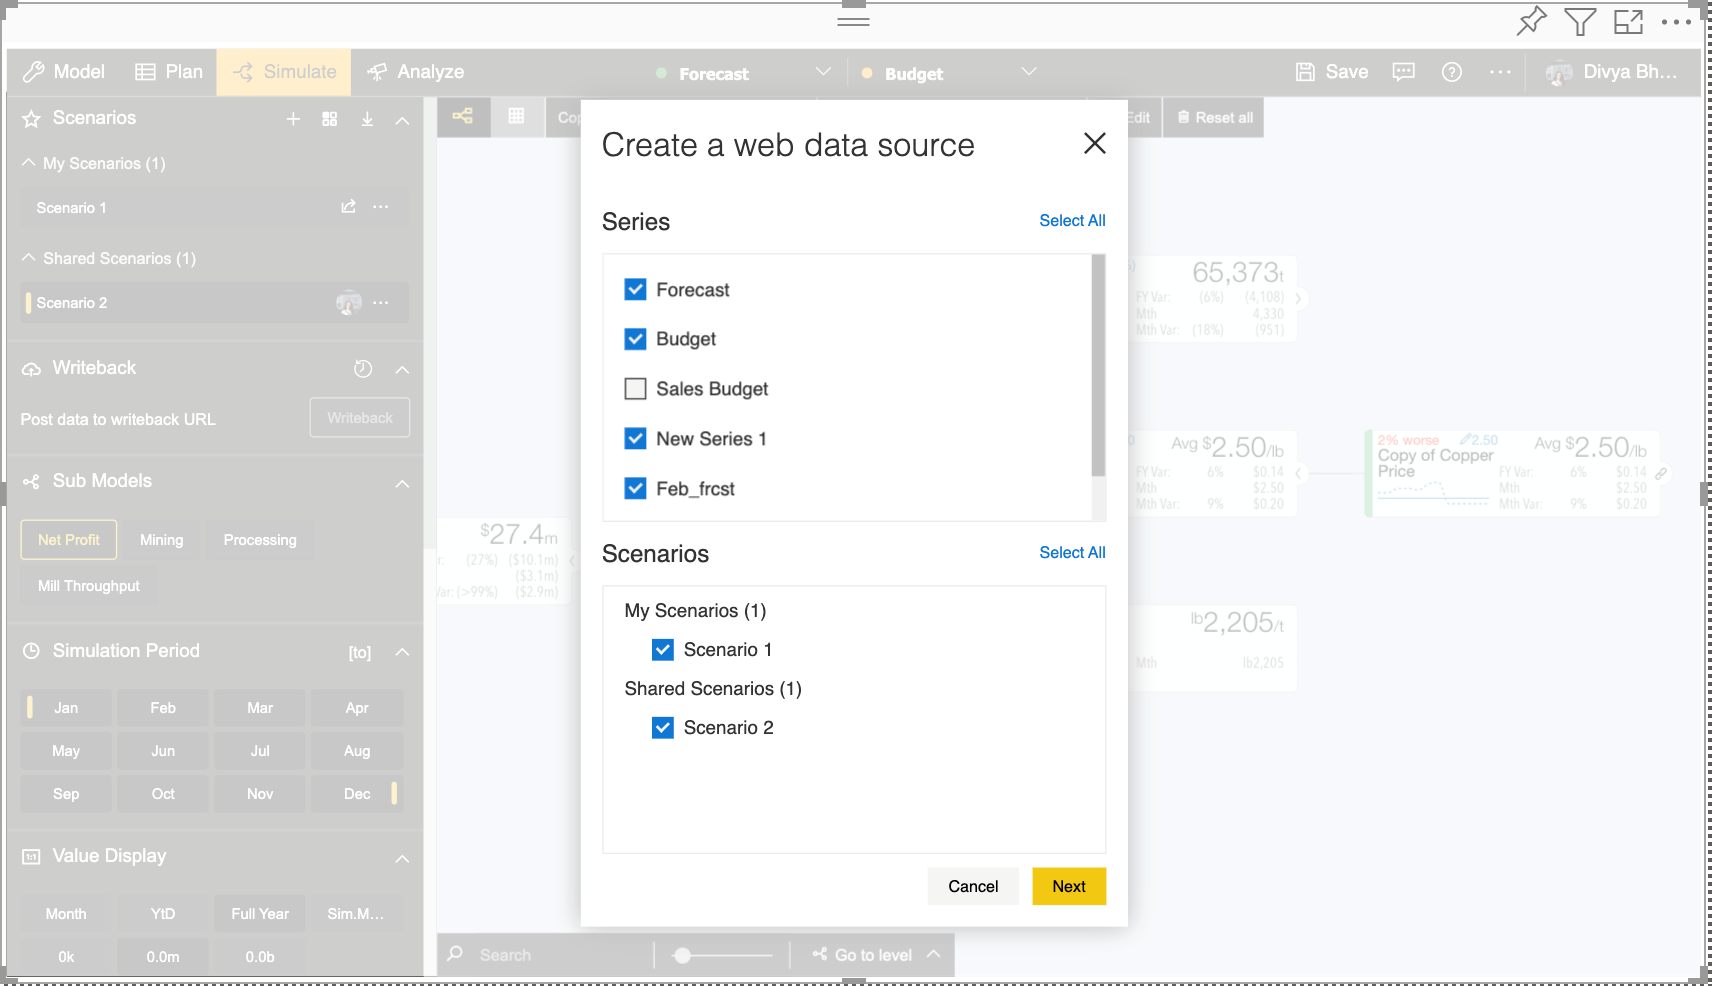 Model Plan Simulate Analyze Forecast Budget Save Divya Bh...
Scenarios
My Scenarios (1)
Scenario 1
Shared Scenarios (1)
Scenario 2
Writeback
Post data to writeback URL Writeback
Sub Models
Net Profit Mining Processing
Mill Throughput
Simulation Period [to]
Jan Feb Mar Apr
May Jun Jul Aug
Sep Oct Nov Dec
Value Display
Month YtD Full Year Sim.M...
0k 0.0m 0.0b
Edit Reset all
Create a web data source
Series Select All
Forecast
Budget
Sales Budget
New Series 1
Feb_frcst
Scenarios Select All
My Scenarios (1)
Scenario 1
Shared Scenarios (1)
Scenario 2
Cancel Next
$27.4m
(27%) ($10.1m)
($3.1m)
(>99%) ($2.9m)
65,373t
FY Var: (6%) (4,108)
Mth 4,330
Mth Var: (18%) (951)
Avg $2.50/lb
FY Var: 6% $0.14
Mth $2.50
Mth Var: 9% $0.20
2% worse 2.50 Avg $2.50/lb
Copy of Copper
Price
FY Var: 6% $0.14
Mth $2.50
Mth Var: 9% $0.20
lb2,205/t
Mth lb2,205
Search Go to level